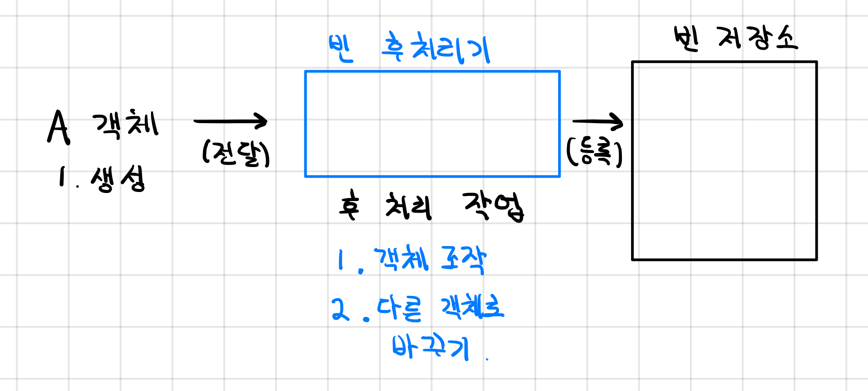 빈 후처리기
빈 저장소
A 객체
1. 생성
(전달)
(등록)
후 처리 작업
1. 객체 조작
2. 다른 객체로
바꾸기.